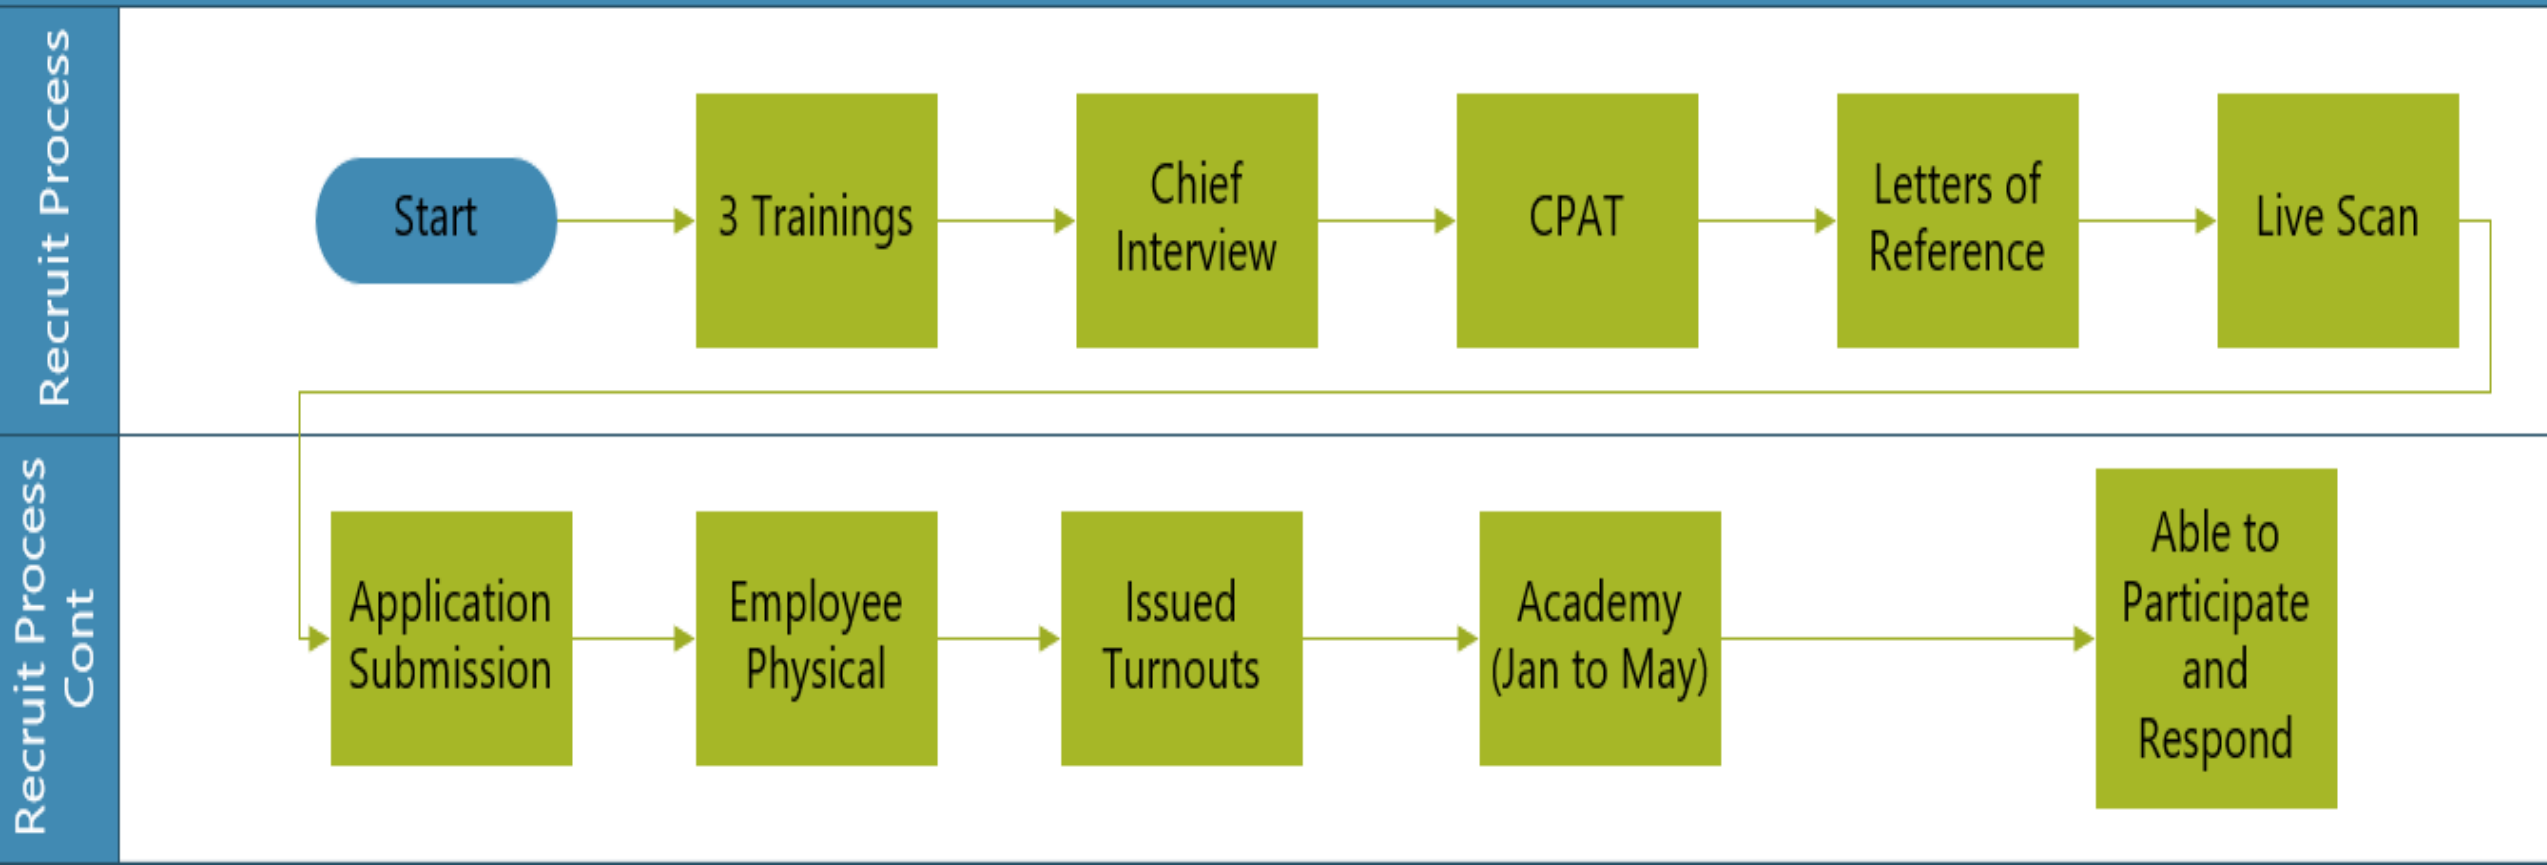 Recruit Process
Start
3 Trainings
Chief
Interview
CPAT
Letters of
Reference
Live Scan
Recruit Process
Cont
Application
Submission
Employee
Physical
Issued
Turnouts
Academy
(Jan to May)
Able to
Participate
and
Respond